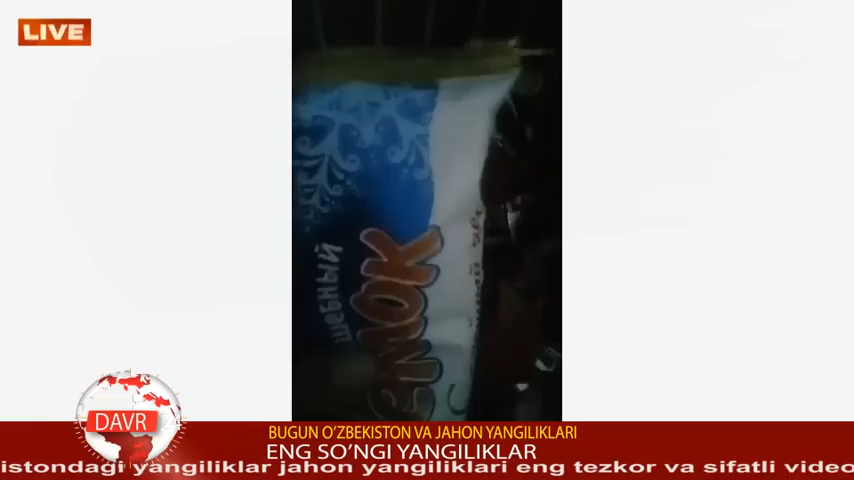 LIVE
шебный
DAVR
BUGUN O’ZBEKISTON VA JAHON YANGILIKLARI
ENG SO’NGI YANGILIKLAR
istondagi yangiliklar jahon yangiliklari eng tezkor va sifatli video